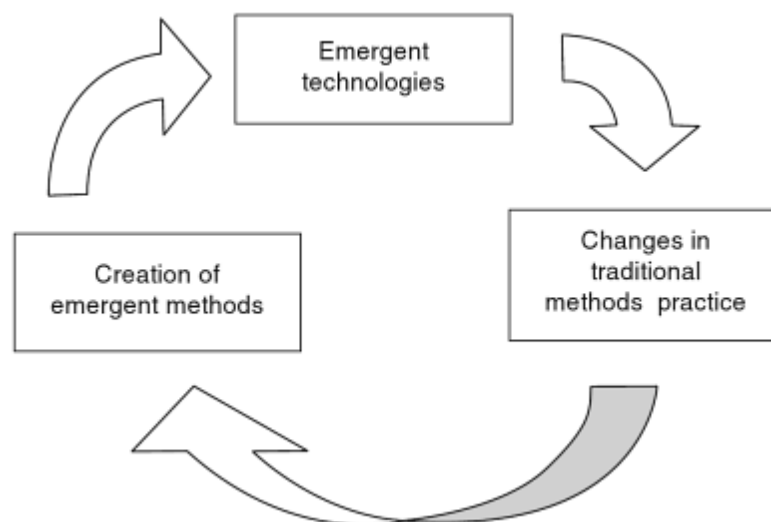 Emergent
technologies
Changes in
traditional
methods practice
Creation of
emergent methods